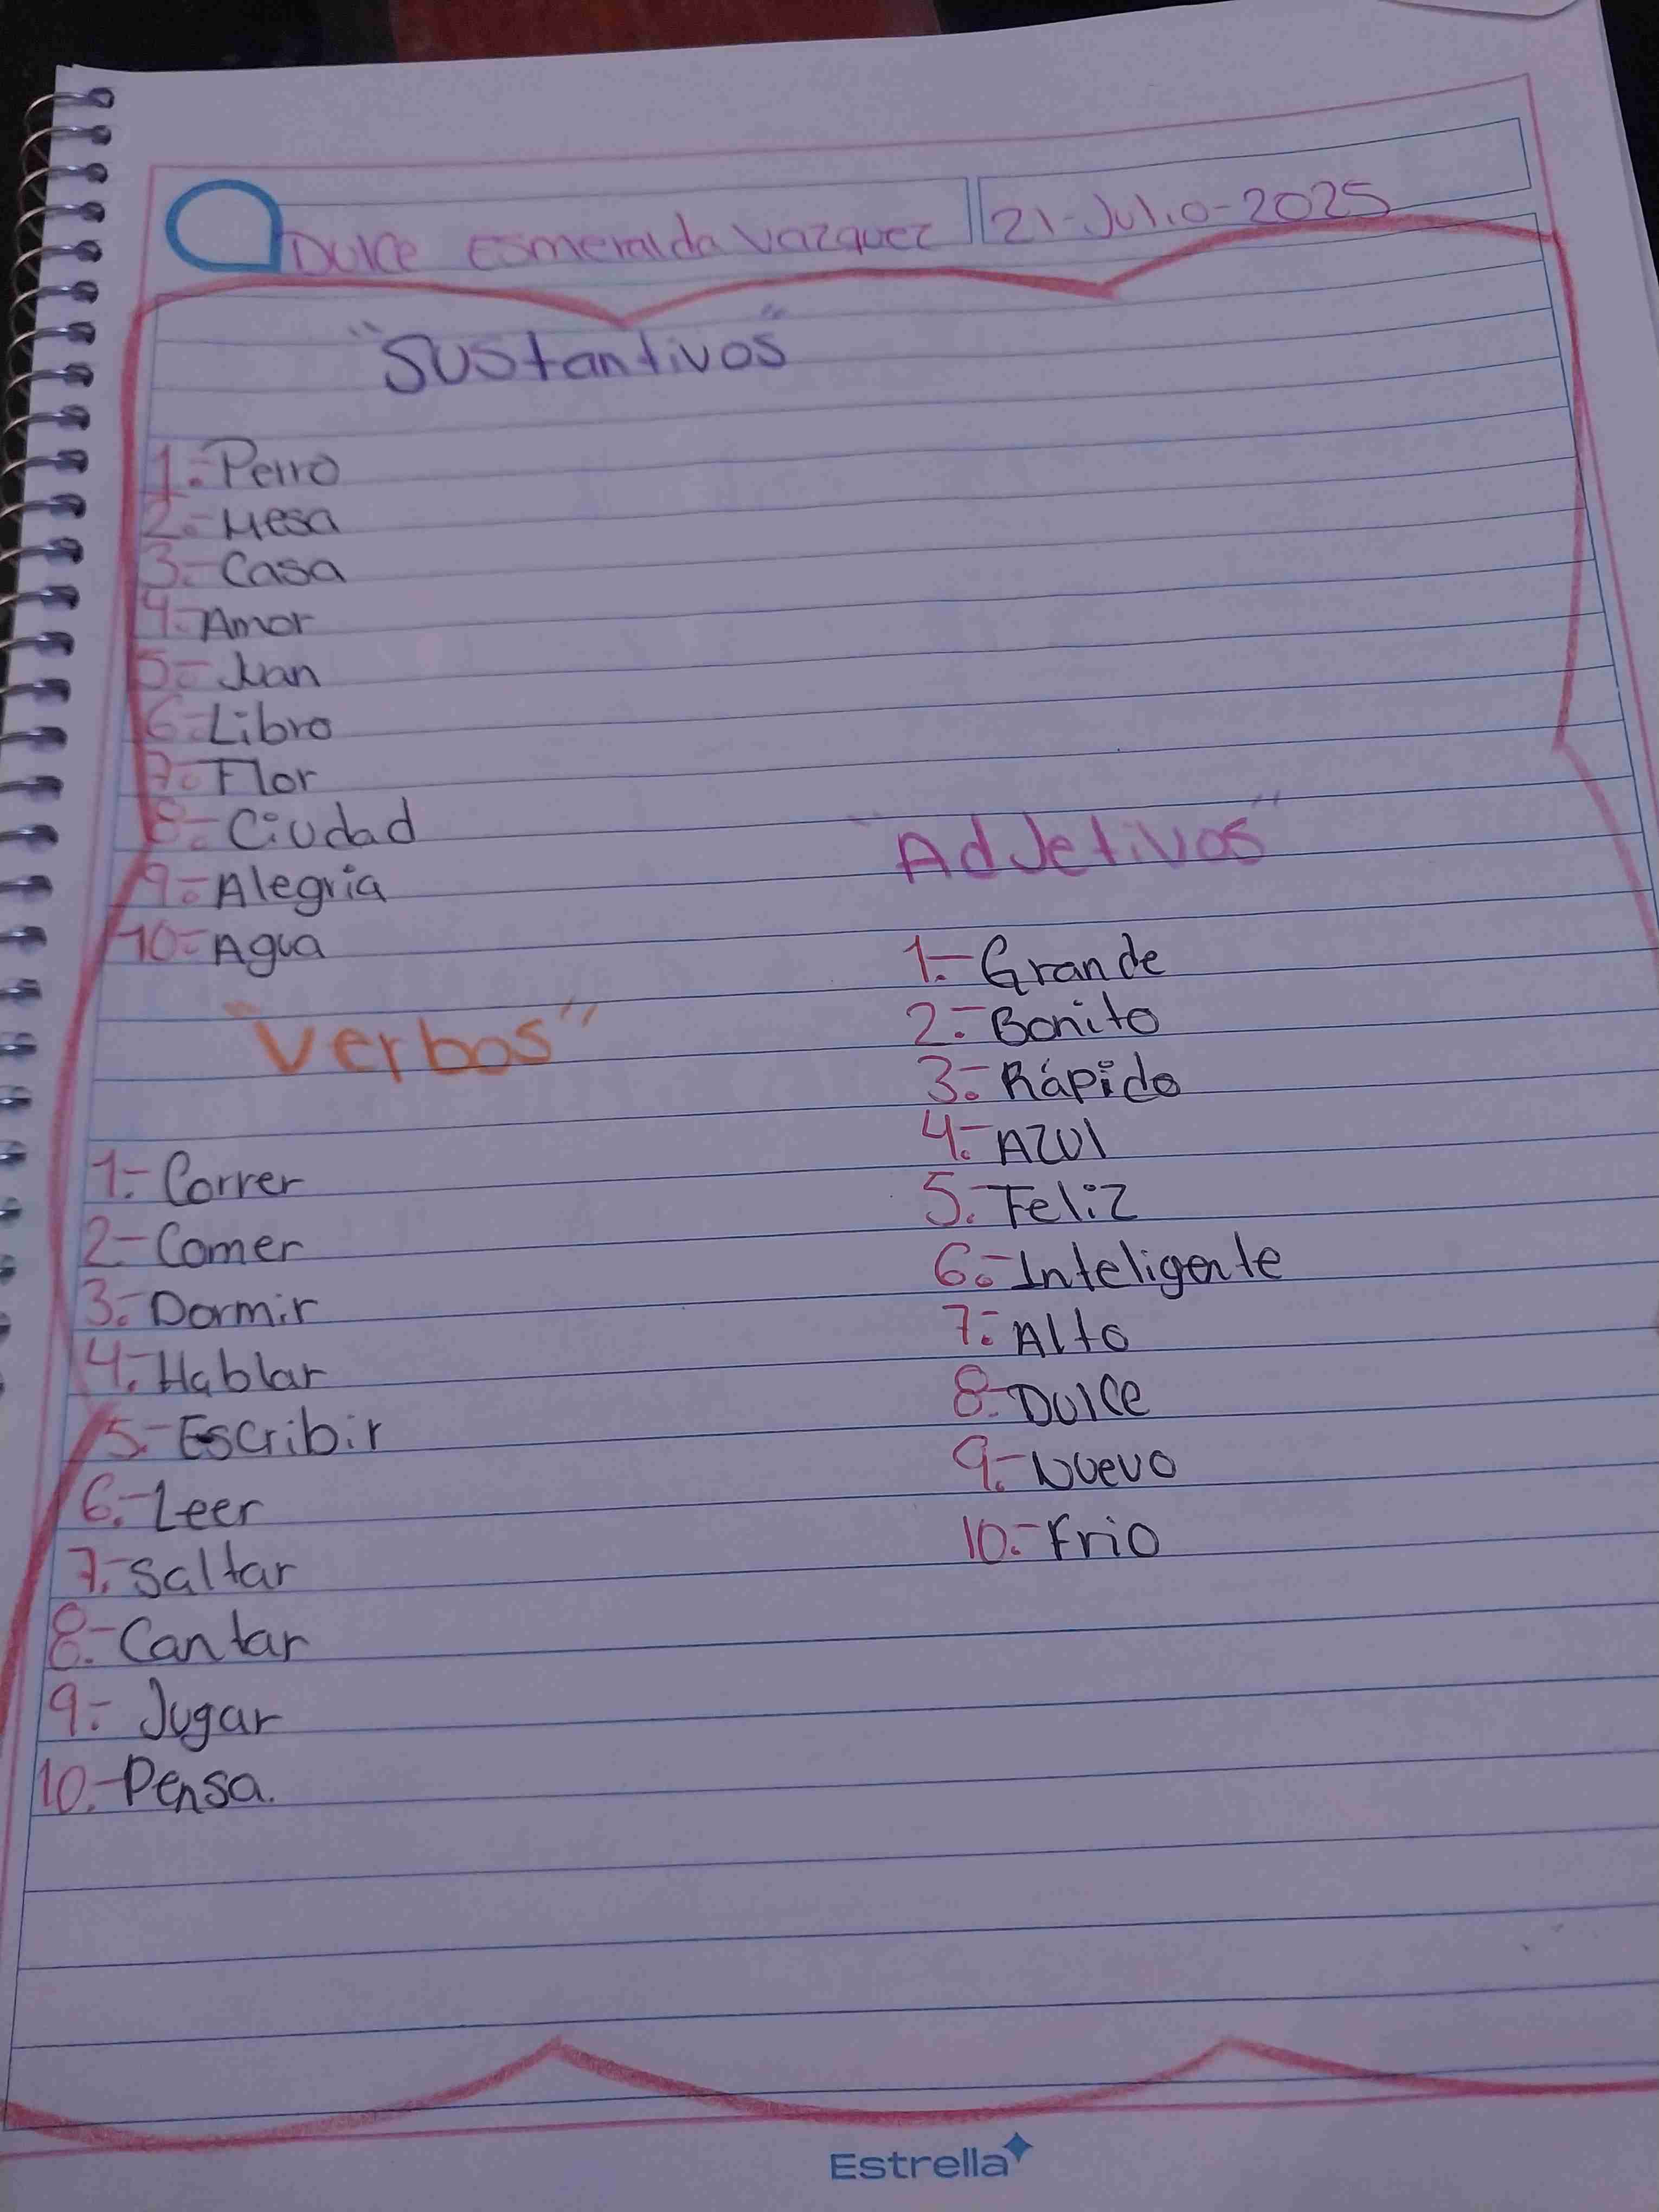 Dulce Esmeralda Vazquez
21-Julio-2025
"Sustantivos"
1.- Perro
2.- Mesa
3.- Casa
4.- Amor
5.- Juan
6.- Libro
7.- Flor
8.- Ciudad
9.- Alegria
10.- Agua
"Verbos"
1.- Correr
2.- Comer
3.- Dormir
4.- Hablar
5.- Escribir
6.- Leer
7.- Saltar
8.- Cantar
9.- Jugar
10.- Pensa.
"Adjetivos"
1.- Grande
2.- Bonito
3.- Rápido
4.- Azul
5.- Feliz
6.- Inteligente
7.- Alto
8.- Dulce
9.- Nuevo
10.- Frio
Estrella